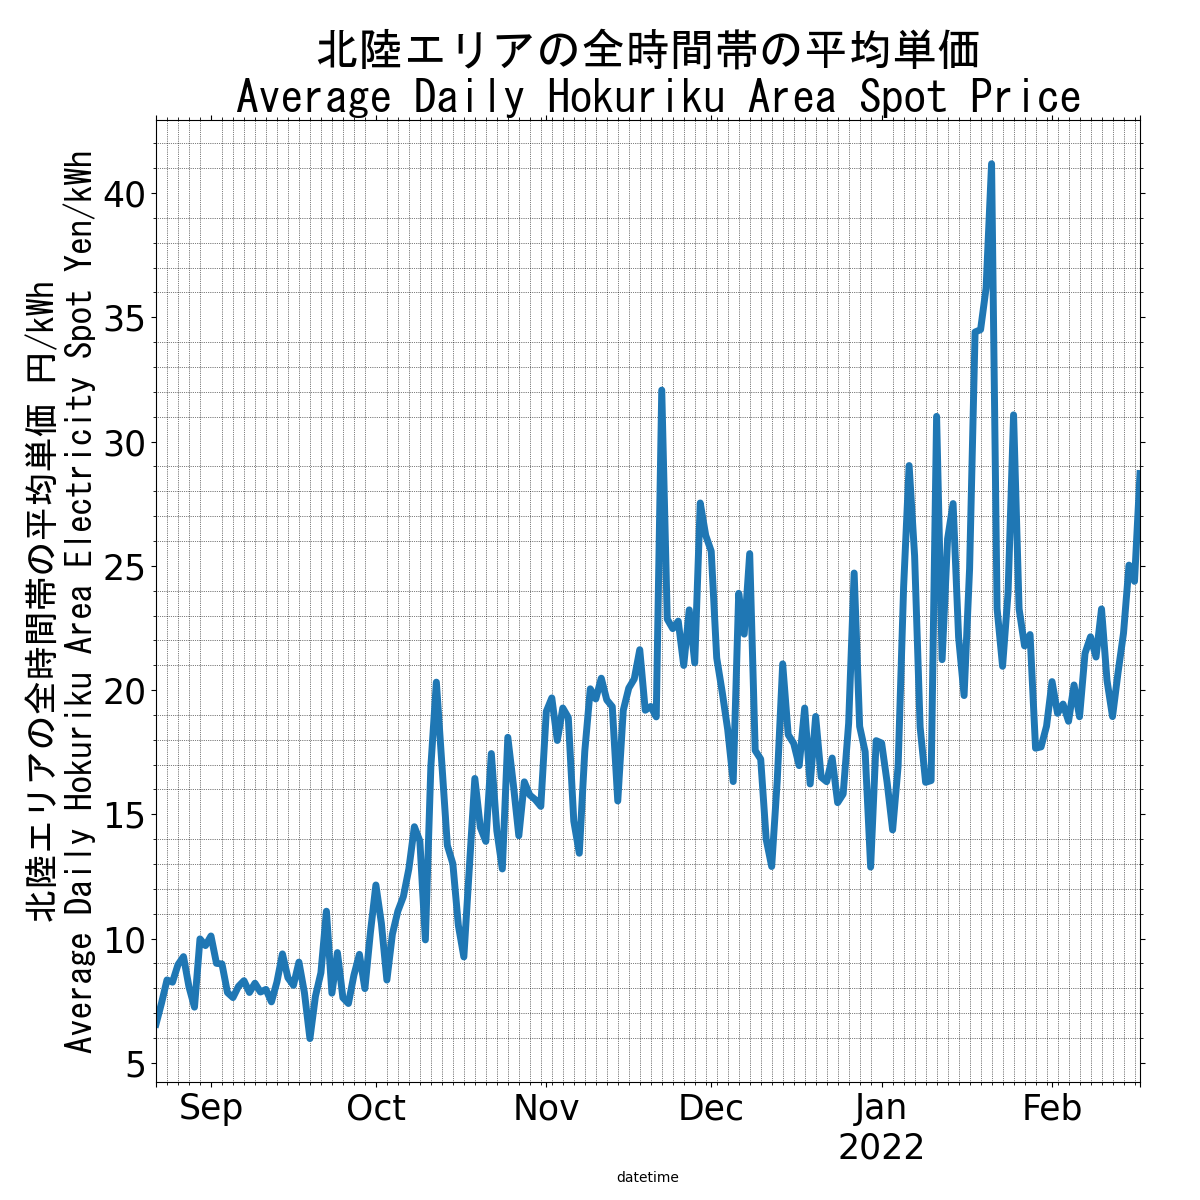 北陸エリアの全時間帯の平均単価
Average Daily Hokuriku Area Spot Price
北陸エリアの全時間帯の平均単価 円/kWh
Average Daily Hokuriku Area Electricity Spot Yen/kWh
40
35
30
25
20
15
10
5
Sep
Oct
Nov
Dec
Jan
2022
Feb
datetime